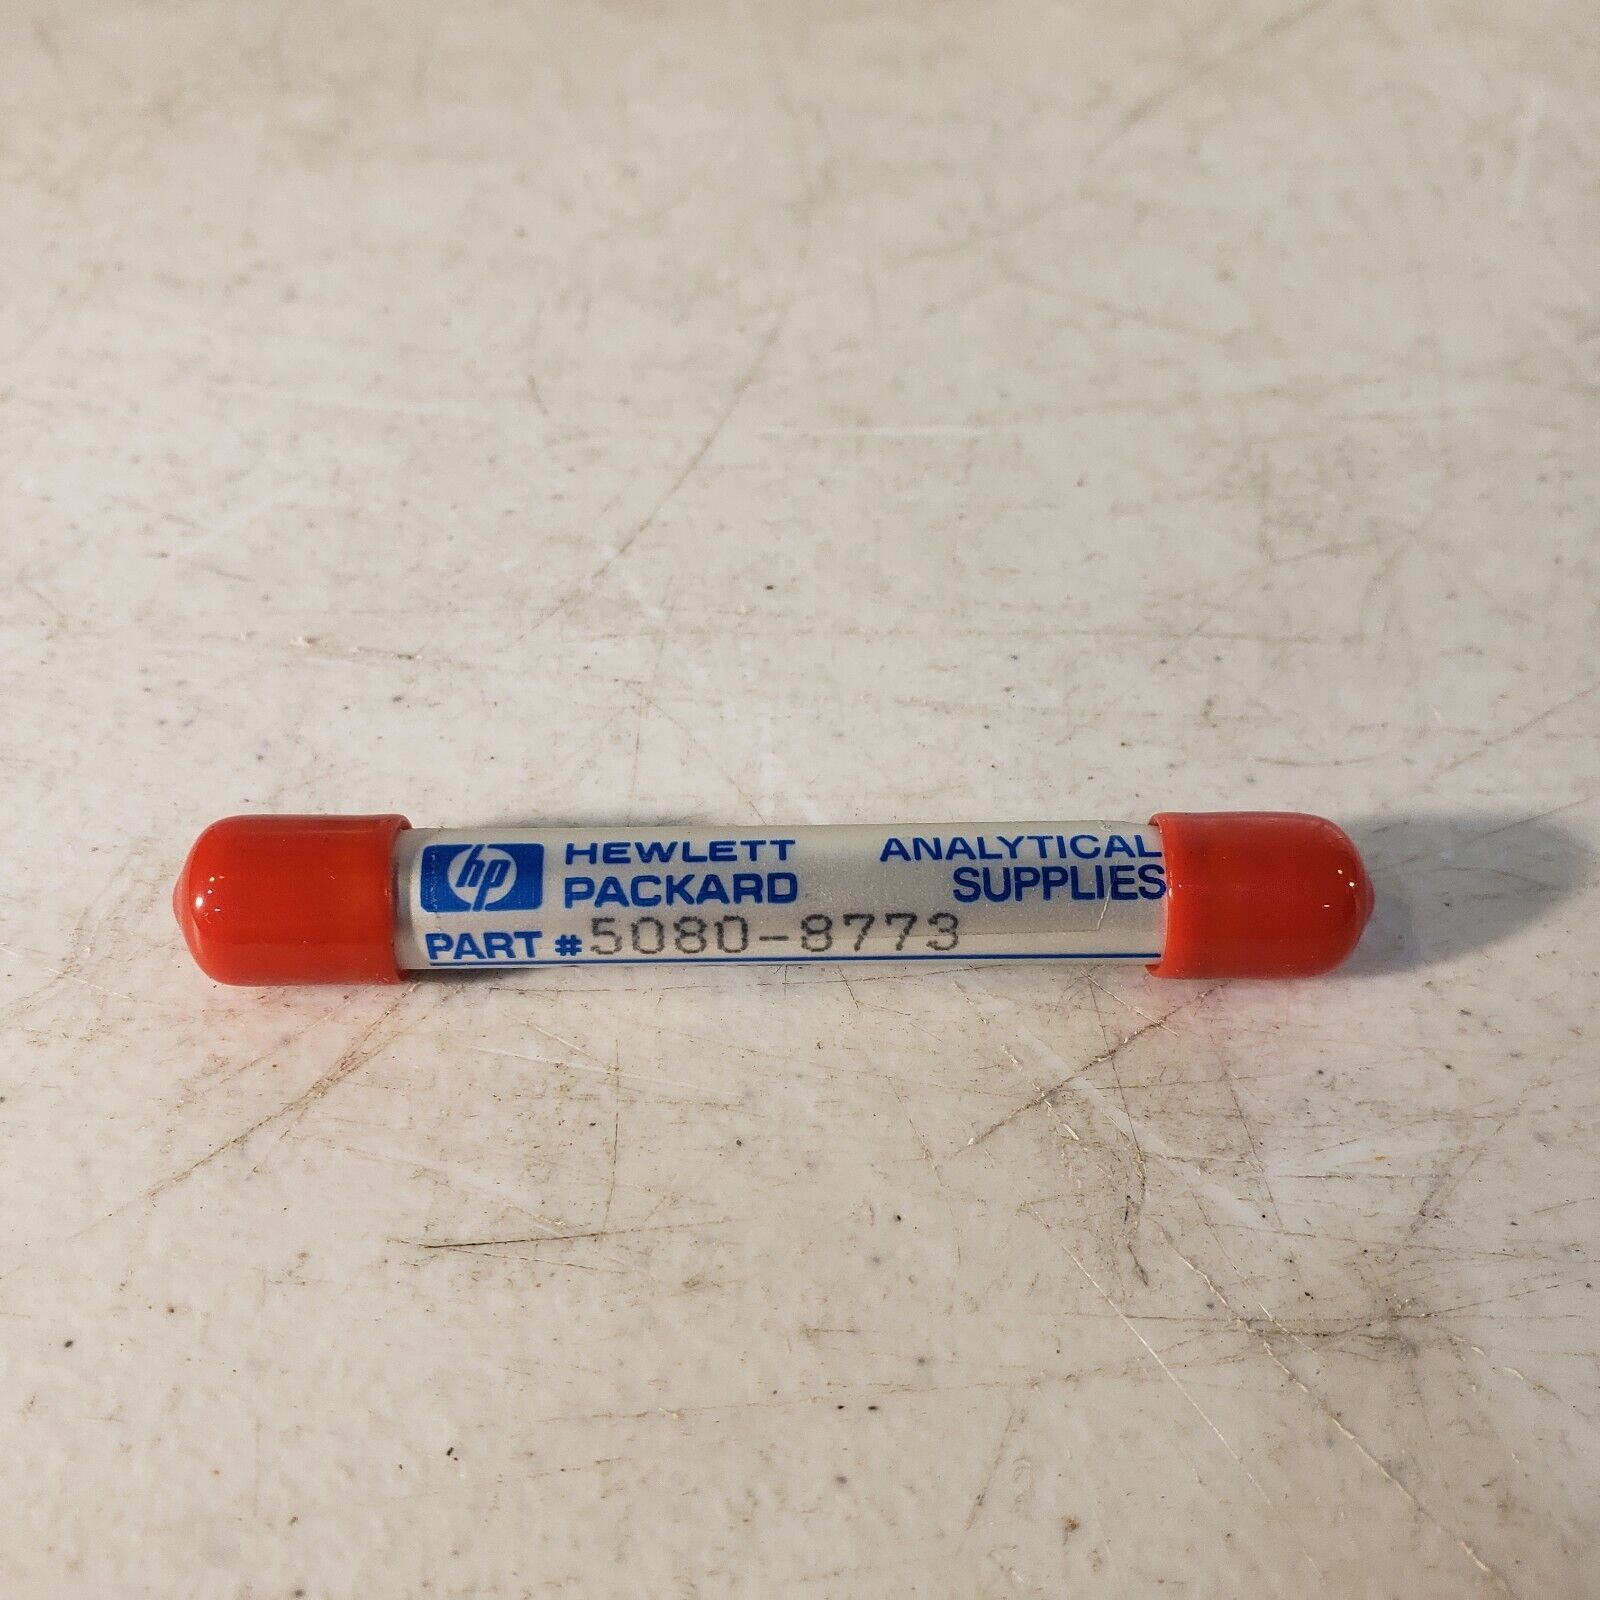 hp HEWLETT PACKARD
ANALYTICAL SUPPLIES
PART # 5080-8773